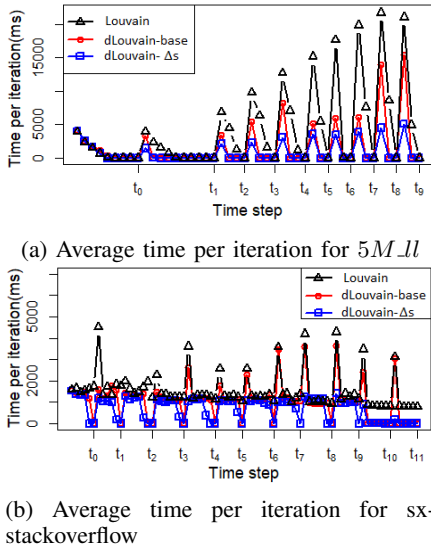 Time per iteration(ms)
15000
5000
0
Louvain
dLouvain-base
dLouvain- Δs
t0 t1 t2 t3 t4 t5 t6 t7 t8 t9
Time step
(a) Average time per iteration for 5M_ll
Time per iteration(ms)
5000
2000
0
Louvain
dLouvain-base
dLouvain-Δs
t0 t1 t2 t3 t4 t5 t6 t7 t8 t9 t10 t11
Time step
(b) Average time per iteration for sx-
stackoverflow